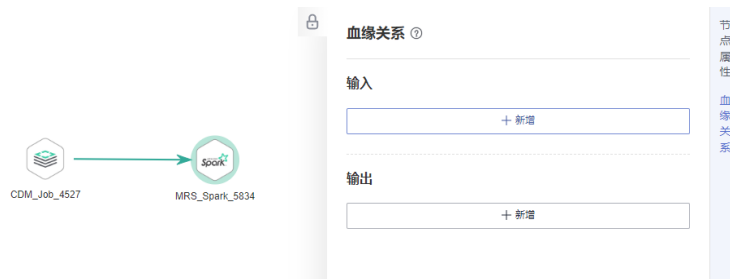 血缘关系 ?
输入
+ 新增
输出
+ 新增
Spark
CDM_Job_4527
MRS_Spark_5834
节点属性
血缘关系